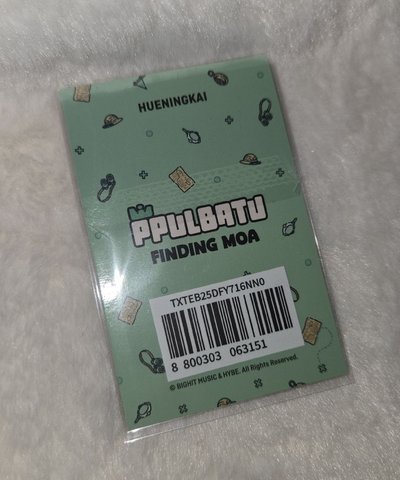 HUENINGKAI
PPULBATU
FINDING MOA
TXTEB25DFY716NN0
8 800303 063151
© BIGHIT MUSIC & HYBE. All Rights Reserved.